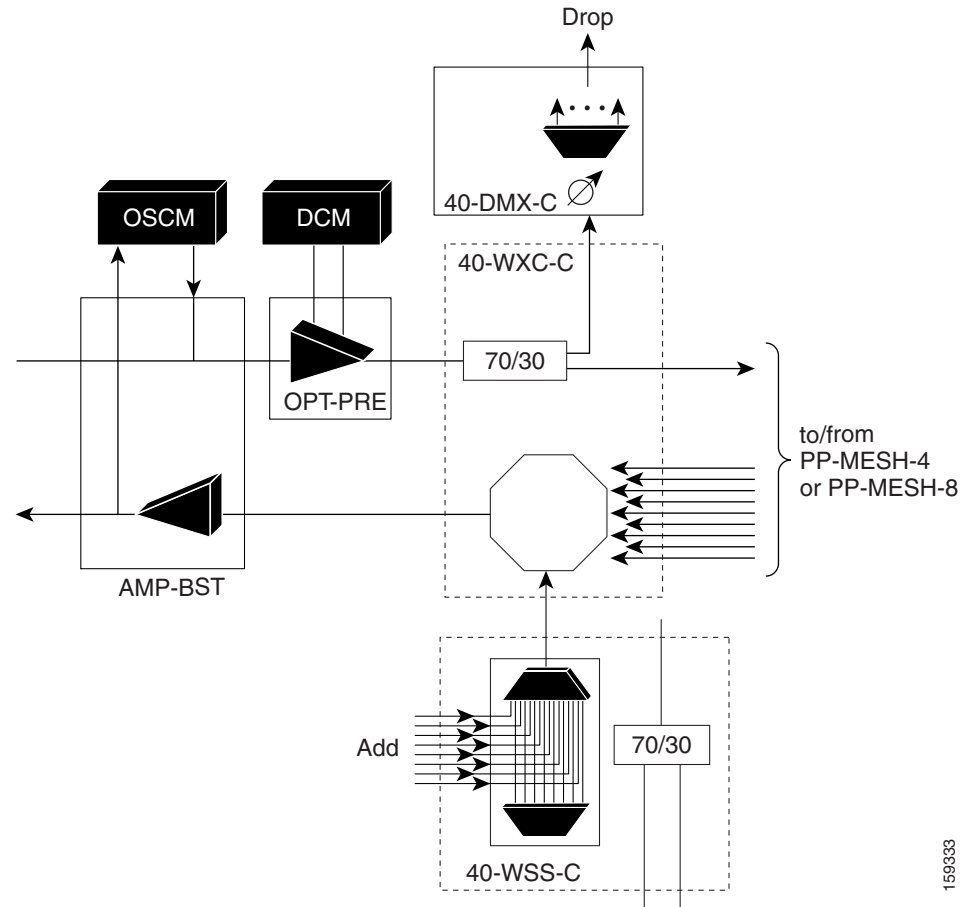 Drop
40-DMX-C
OSCM
DCM
40-WXC-C
70/30
OPT-PRE
to/from
PP-MESH-4
or PP-MESH-8
AMP-BST
Add
70/30
40-WSS-C
159333